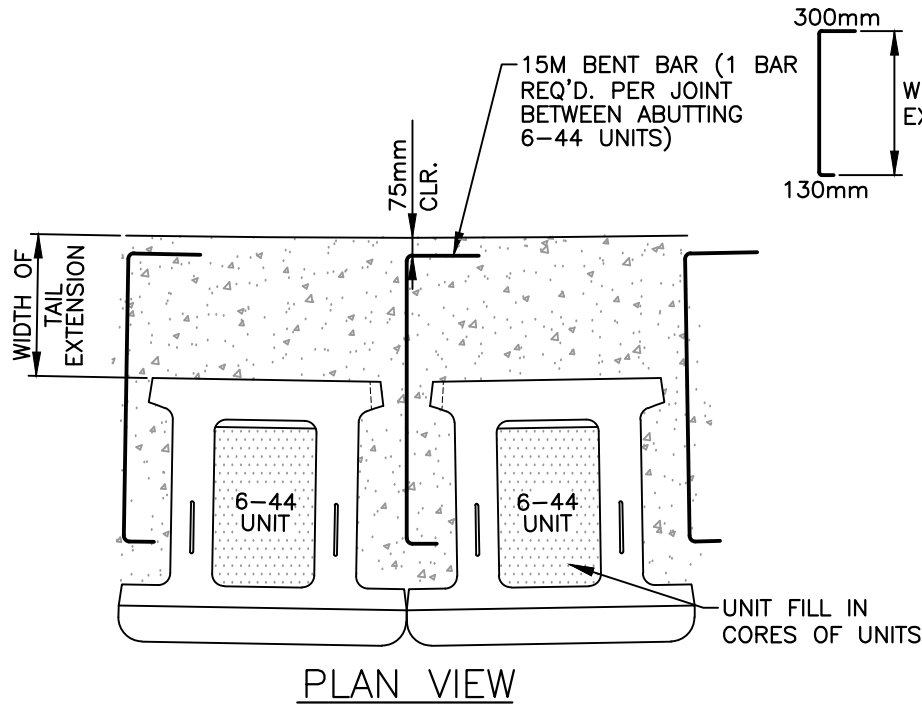 300mm
15M BENT BAR (1 BAR
REQ'D. PER JOINT
BETWEEN ABUTTING
6-44 UNITS)
130mm
75mm
CLR.
WIDTH OF
TAIL
EXTENSION
6-44
UNIT
6-44
UNIT
UNIT FILL IN
CORES OF UNITS
PLAN VIEW